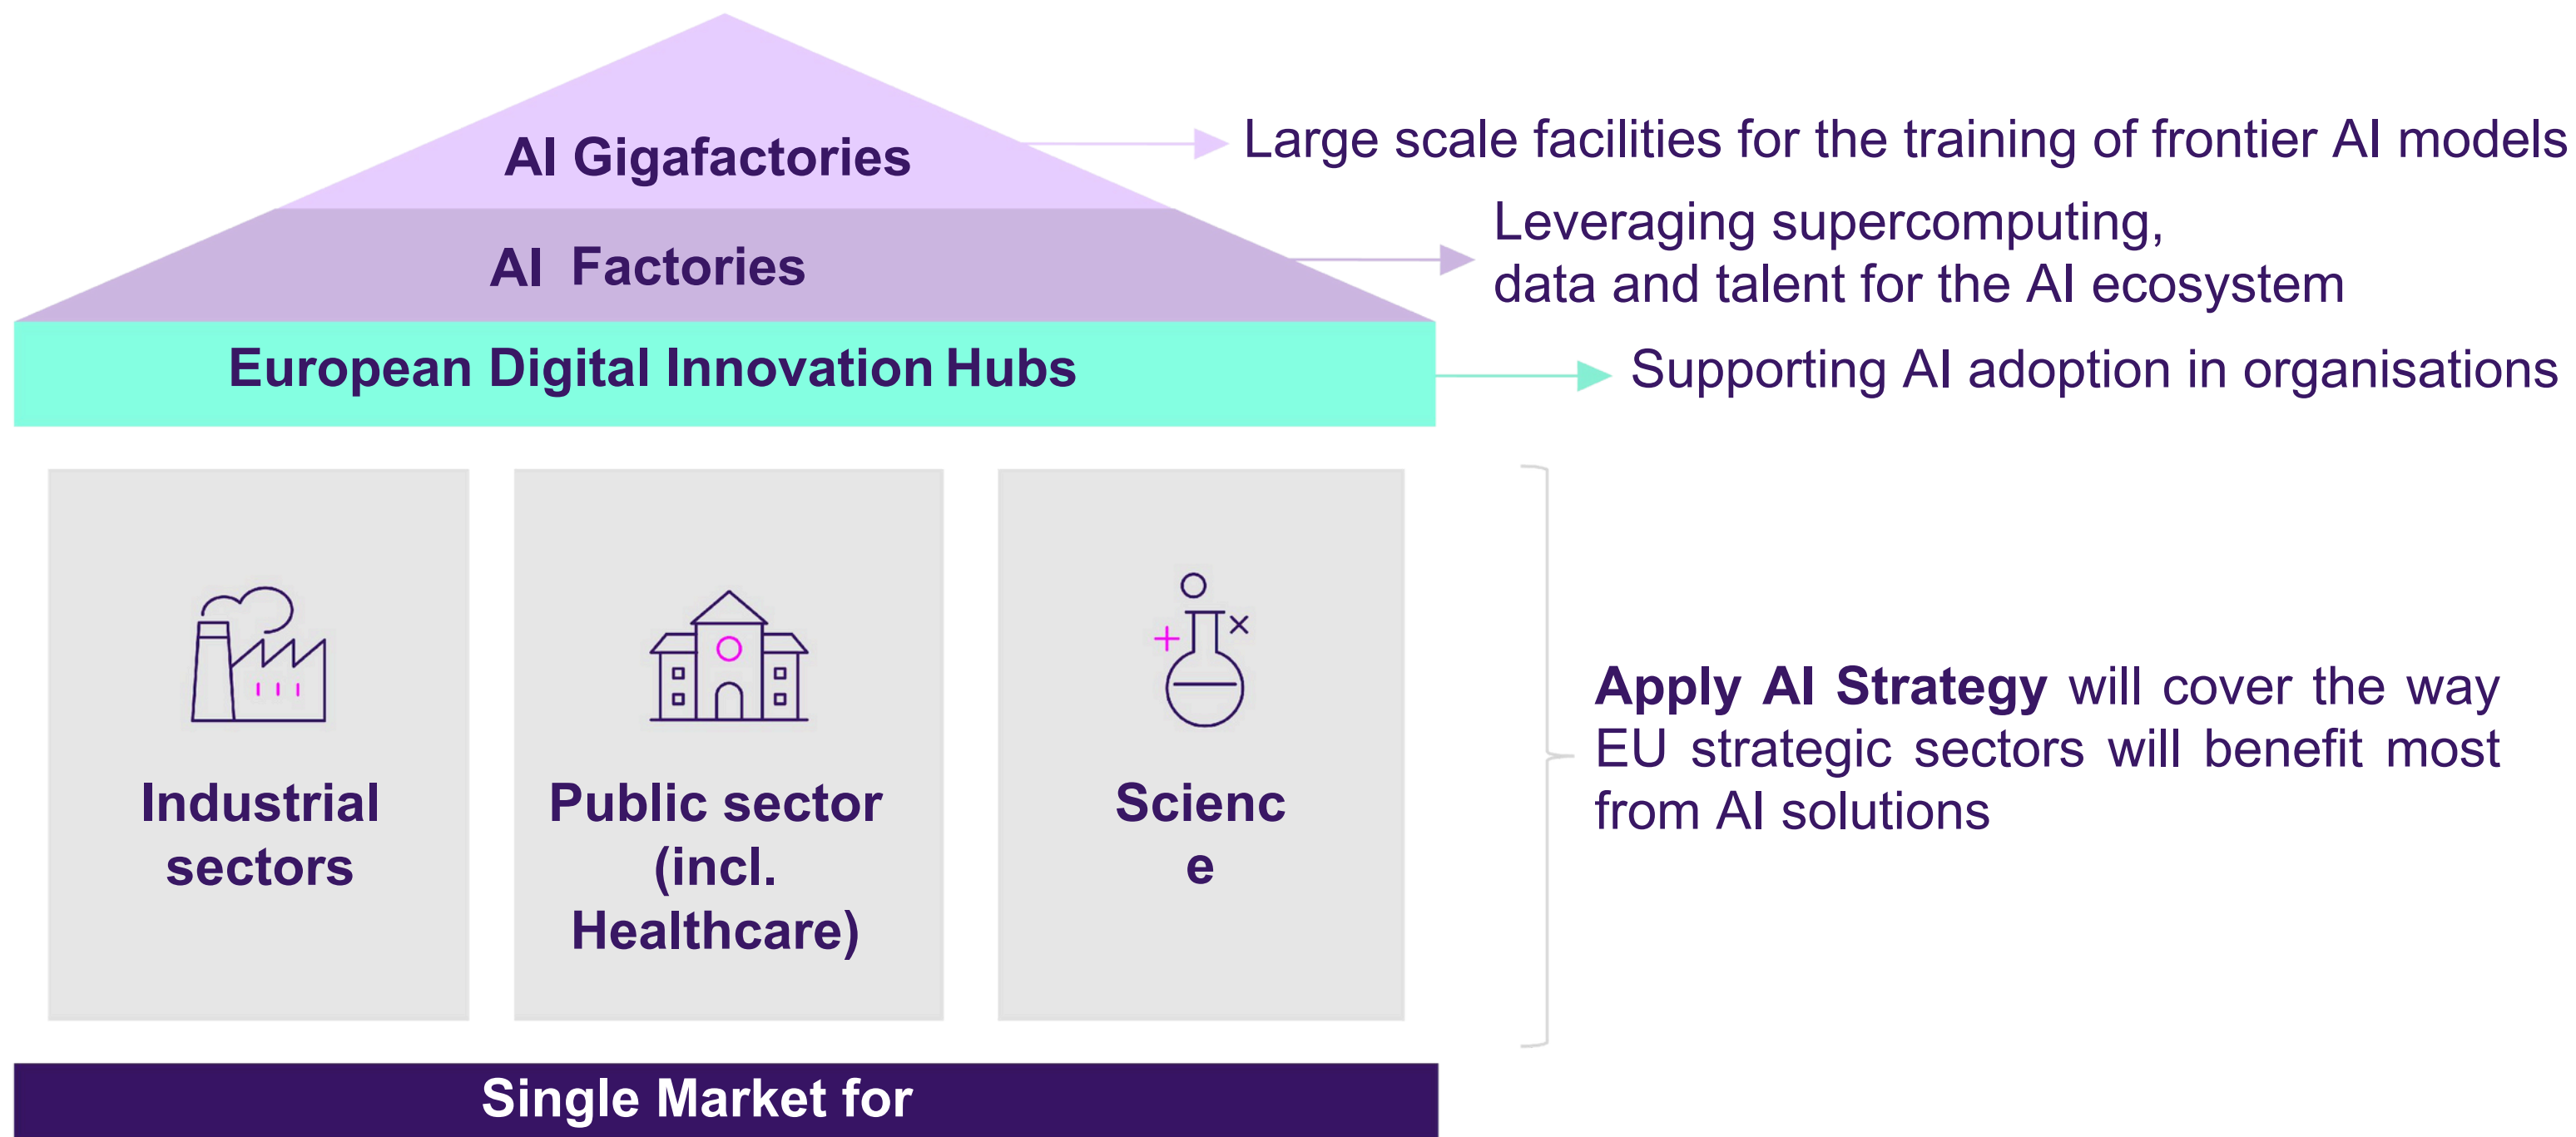 AI Gigafactories
Large scale facilities for the training of frontier AI models
AI Factories
Leveraging supercomputing,
data and talent for the AI ecosystem
European Digital Innovation Hubs
Supporting AI adoption in organisations
Industrial
sectors
Public sector
(incl.
Healthcare)
Scienc
e
Apply AI Strategy will cover the way
EU strategic sectors will benefit most
from AI solutions
Single Market for